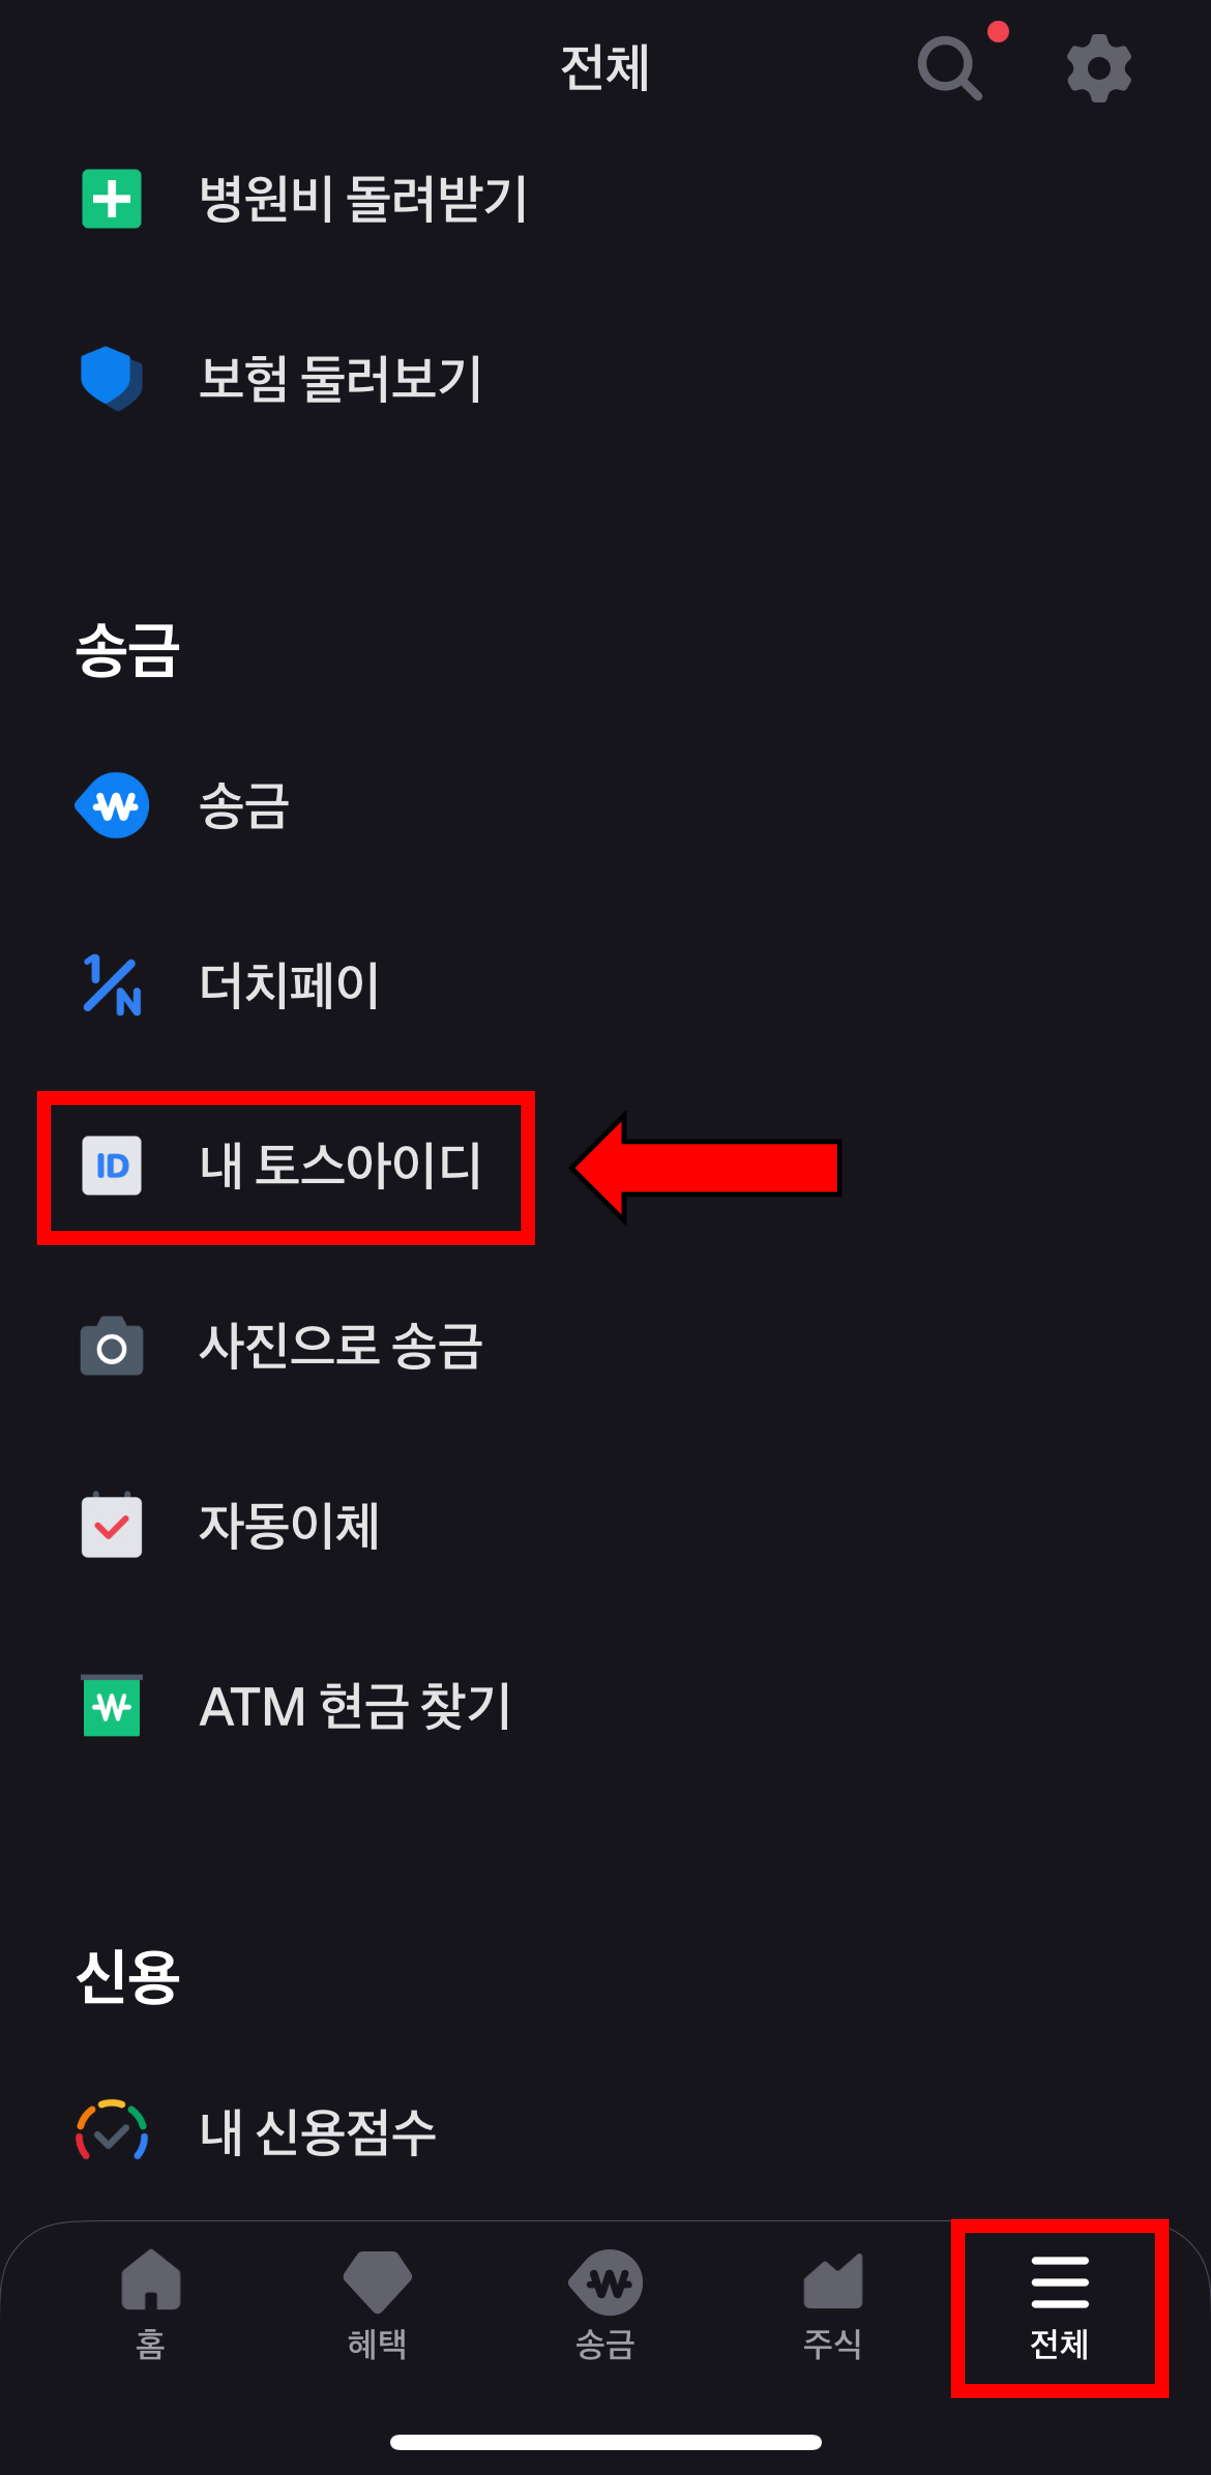 전체
병원비 돌려받기
보험 둘러보기
송금
송금
1/N
더치페이
ID
내 토스아이디
사진으로 송금
자동이체
ATM 현금 찾기
신용
내 신용점수
홈
혜택
송금
주식
전체